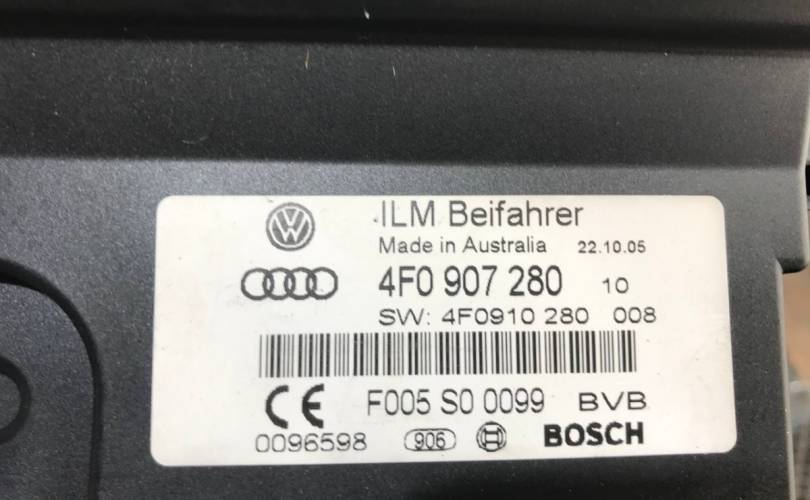 ILM Beifahrer
Made in Australia 22.10.05
4F0 907 280 10
SW: 4F0910 280 008
CE F005 S0 0099 BVB
0096598 906 BOSCH